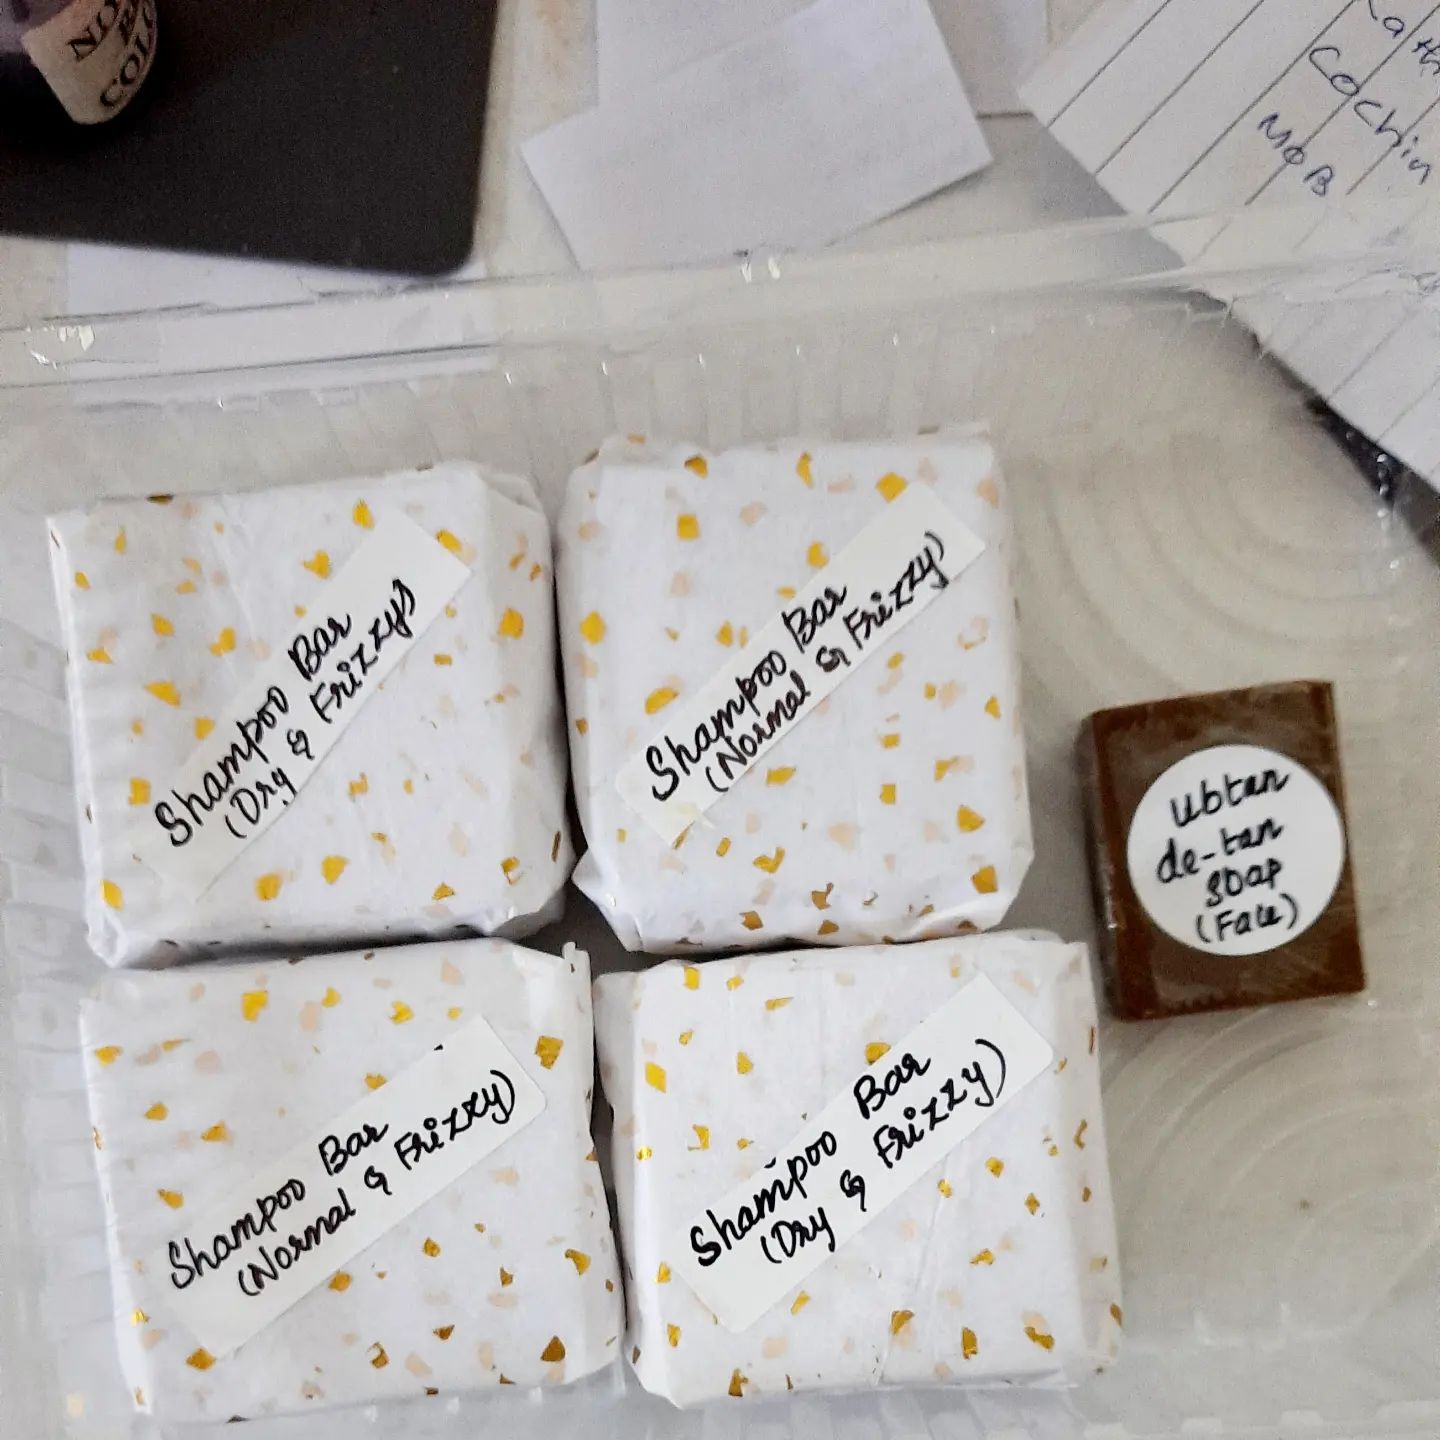 COL
Cochin
MOB
Shampoo Bar
(Dry & Frizzy)
Shampoo Bar
(Normal & Frizzy)
ubtan
de-tan
soap
(Face)
Shampoo Bar
(Normal & Frizzy)
Shampoo Bar
(Dry & Frizzy)